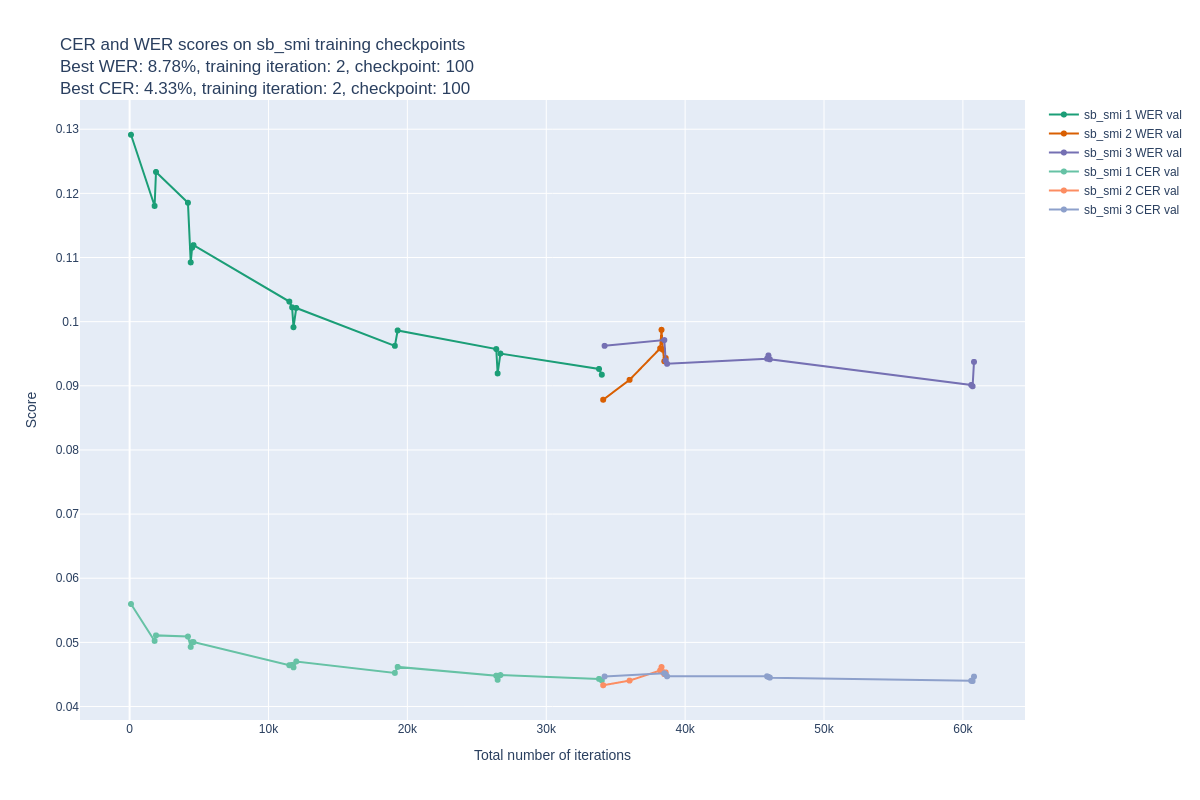 CER and WER scores on sb_smi training checkpoints
Best WER: 8.78%, training iteration: 2, checkpoint: 100
Best CER: 4.33%, training iteration: 2, checkpoint: 100
sb_smi 1 WER val
sb_smi 2 WER val
sb_smi 3 WER val
sb_smi 1 CER val
sb_smi 2 CER val
sb_smi 3 CER val
0.13
0.12
0.11
0.1
0.09
0.08
0.07
0.06
0.05
0.04
Score
0 10k 20k 30k 40k 50k 60k
Total number of iterations